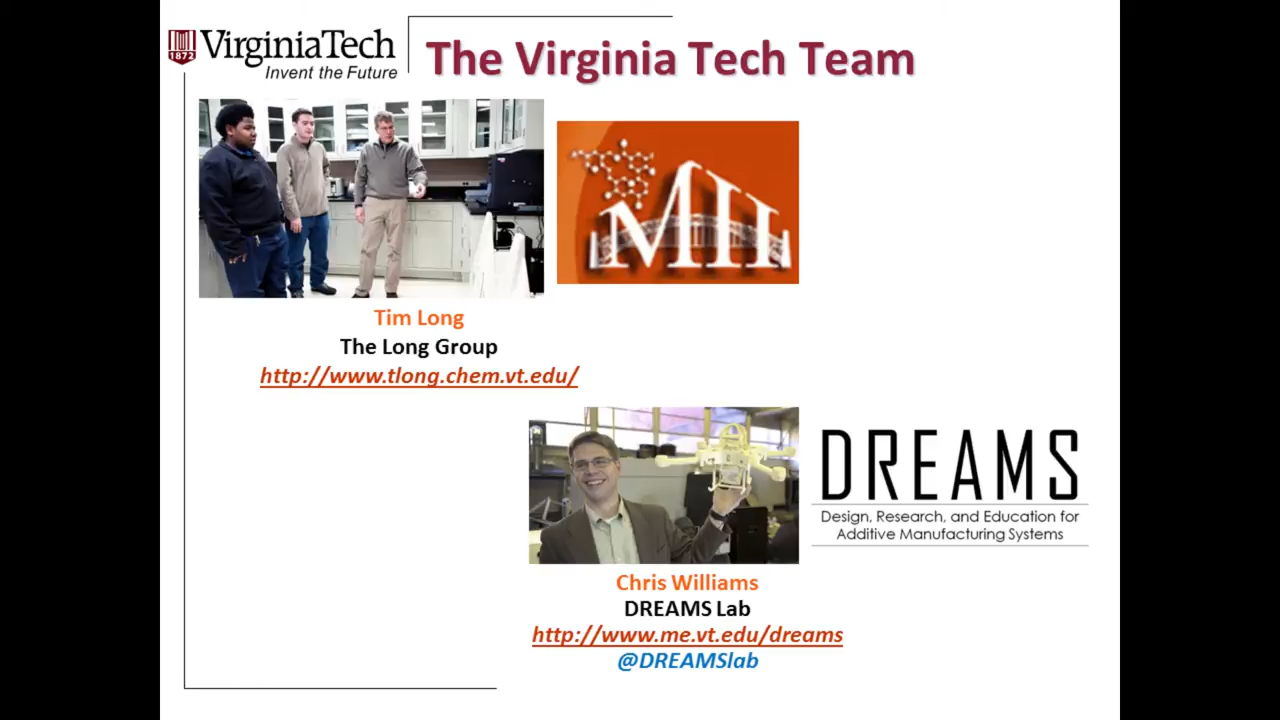 VirginiaTech
1872
Invent the Future
The Virginia Tech Team
MII
Tim Long
The Long Group
http://www.tlong.chem.vt.edu/
DREAMS
Design, Research, and Education for
Additive Manufacturing Systems
Chris Williams
DREAMS Lab
http://www.me.vt.edu/dreams
@DREAMSlab